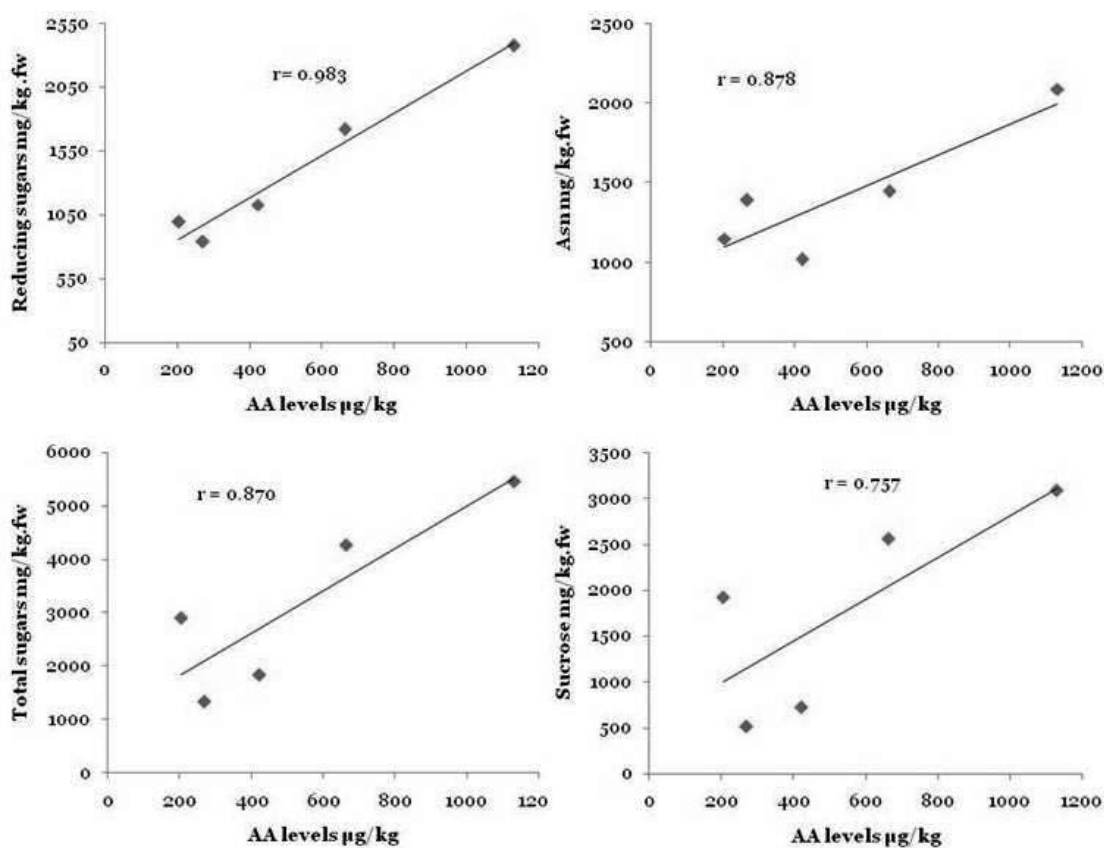 2550
2050
1550
1050
550
50
Reducing sugars mg/kg.fw
r= 0.983
0 200 400 600 800 1000 120
AA levels µg/kg
2500
2000
1500
1000
500
Asn mg/kg.fw
r = 0.878
0 200 400 600 800 1000 1200
AA levels µg/kg
6000
5000
4000
3000
2000
1000
0
Total sugars mg/kg.fw
r = 0.870
0 200 400 600 800 1000 120
AA levels µg/kg
3500
3000
2500
2000
1500
1000
500
0
Sucrose mg/kg.fw
r = 0.757
0 200 400 600 800 1000 1200
AA levels µg/kg